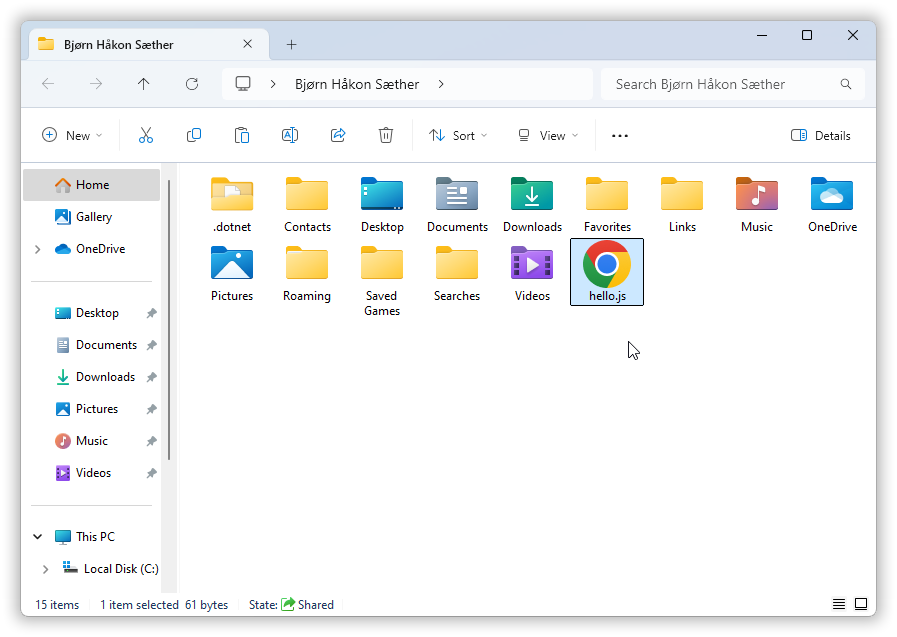 Bjørn Håkon Sæther
Bjørn Håkon Sæther
Search Bjørn Håkon Sæther
New
Sort
View
Details
Home
Gallery
OneDrive
Desktop
Documents
Downloads
Pictures
Music
Videos
This PC
Local Disk (C:)
.dotnet
Contacts
Desktop
Documents
Downloads
Favorites
Links
Music
OneDrive
Pictures
Roaming
Saved
Games
Searches
Videos
hello.js
15 items
1 item selected 61 bytes
State: Shared